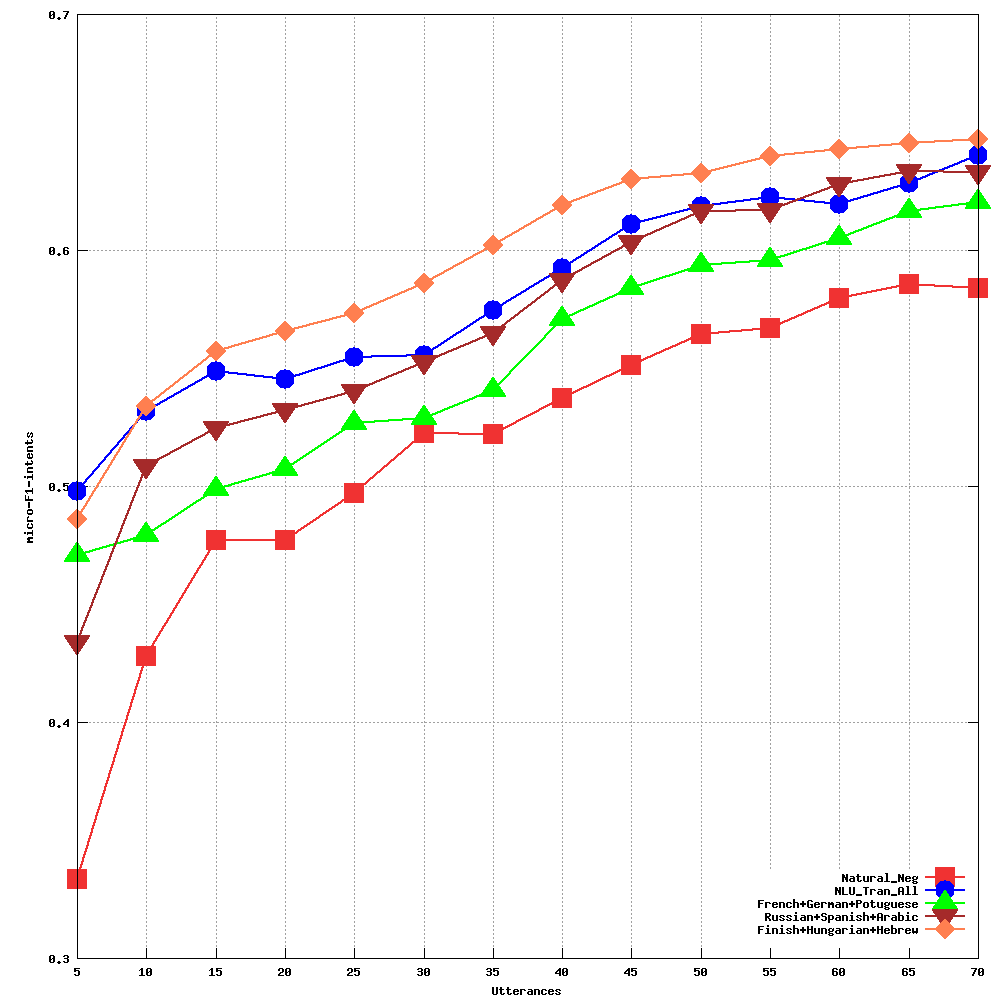 0.7
0.6
0.5
0.4
0.3
micro-F1-intents
5 10 15 20 25 30 35 40 45 50 55 60 65 70
Utterances
Natural_Neg
NLU_Tran_All
French+German+Potuguese
Russian+Spanish+Arabic
Finish+Hungarian+Hebrew